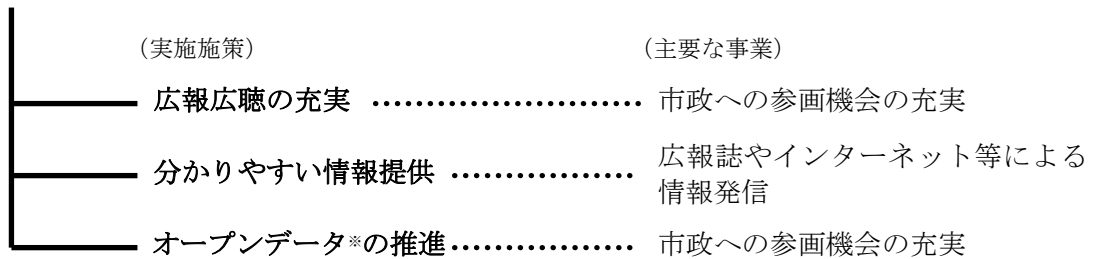 (実施施策) (主要な事業)
広報広聴の充実 ……………………… 市政への参画機会の充実
分かりやすい情報提供 ……………… 広報誌やインターネット等による
情報発信
オープンデータ※の推進……………… 市政への参画機会の充実